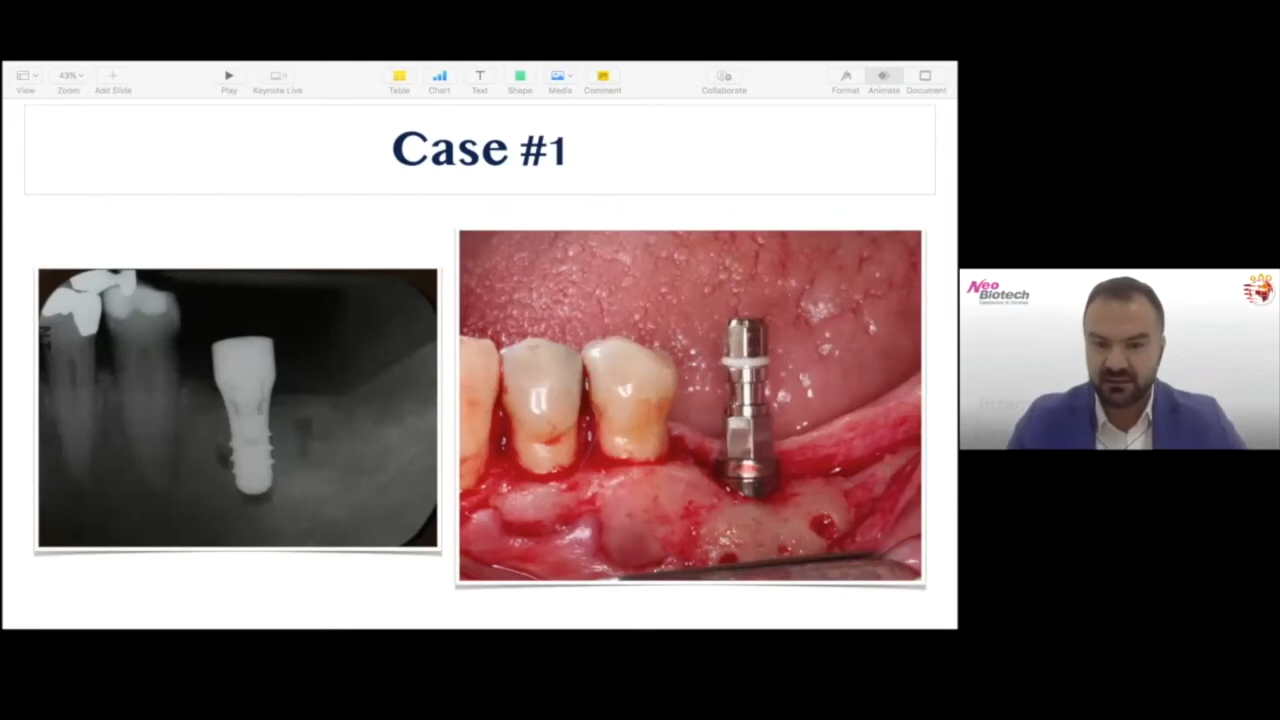 43%
View
Zoom
Add Slide
Play
Keynote Live
Table
Chart
Text
Shape
Media
Comment
Collaborate
Format
Animate
Document
Case #1
Neo
Biotech